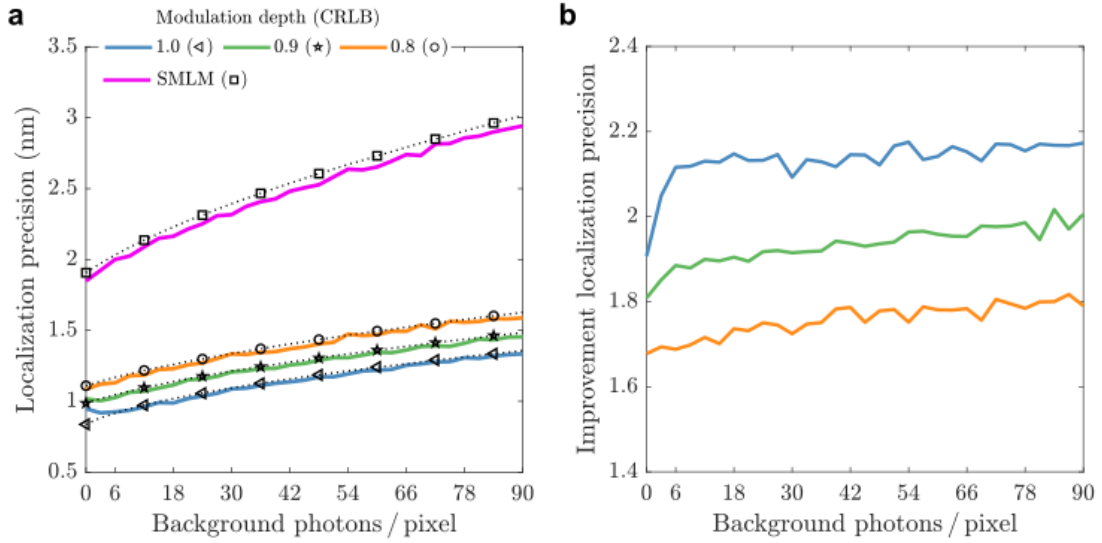 a
Modulation depth (CRLB)
1.0 (◁) 0.9 (★) 0.8 (○)
SMLM (□)
Localization precision (nm)
3.5
3
2.5
2
1.5
1
0.5
0 6 18 30 42 54 66 78 90
Background photons / pixel
b
Improvement localization precision
2.4
2.2
2
1.8
1.6
1.4
0 6 18 30 42 54 66 78 90
Background photons / pixel